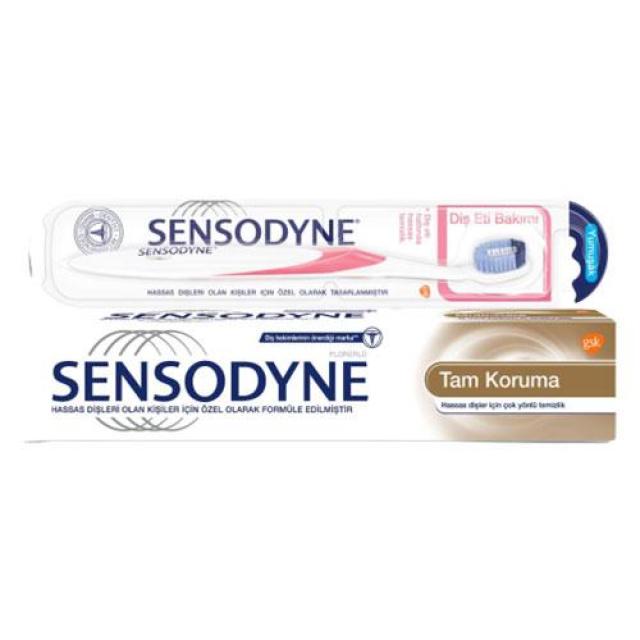 SENSODYNE
SENSODYNE
Diş Eti Bakımı
Yumuşak
HASSAS DİŞLERİ OLAN KİŞİLER İÇİN ÖZEL OLARAK TASARLANMIŞTIR
SENSODYNE
Diş hekimlerinin önerdiği marka
FLORÜRLÜ
SENSODYNE
HASSAS DİŞLERİ OLAN KİŞİLER İÇİN ÖZEL OLARAK FORMÜLE EDİLMİŞTİR
gsk
Tam Koruma
Hassas dişler için çok yönlü temizlik